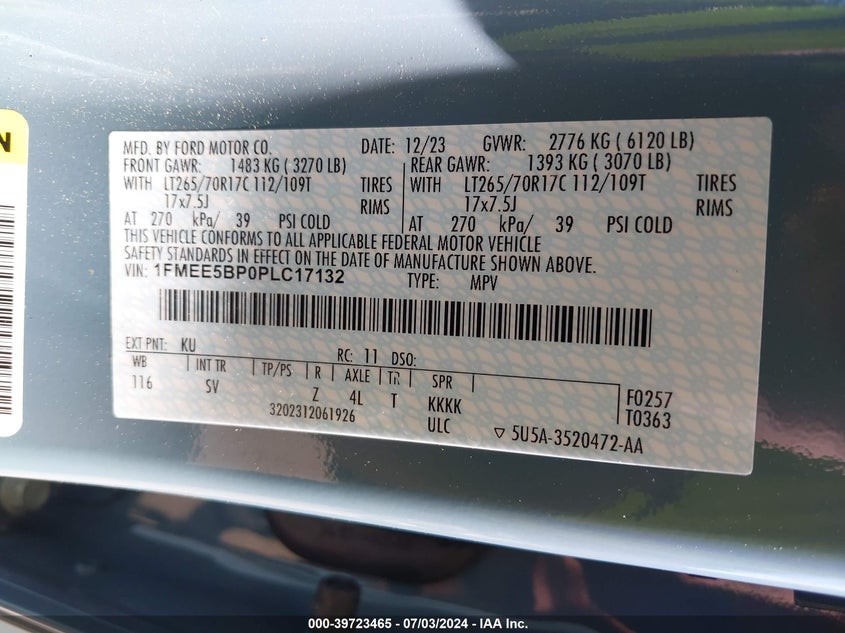 N
MFD. BY FORD MOTOR CO. DATE: 12/23 GVWR: 2776 KG ( 6120 LB)
FRONT GAWR: 1483 KG ( 3270 LB) REAR GAWR: 1393 KG ( 3070 LB)
WITH LT265/70R17C 112/109T TIRES WITH LT265/70R17C 112/109T TIRES
17x7.5J RIMS 17x7.5J RIMS
AT 270 kPa/ 39 PSI COLD AT 270 kPa/ 39 PSI COLD
THIS VEHICLE CONFORMS TO ALL APPLICABLE FEDERAL MOTOR VEHICLE
SAFETY STANDARDS IN EFFECT ON THE DATE OF MANUFACTURE SHOWN ABOVE.
VIN: 1FMEE5BP0PLC17132 TYPE: MPV
EXT PNT: KU RC: 11 DSO:
WB INT TR TP/PS R AXLE TR SPR
116 SV Z 4L T KKKK
F0257
T0363
3202312061926 ULC ▽ 5U5A-3520472-AA
000-39723465 - 07/03/2024 - IAA Inc.